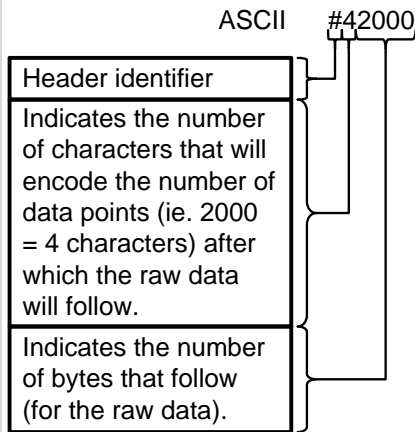 ASCII #42000
Header identifier
Indicates the number
of characters that will
encode the number of
data points (ie. 2000
= 4 characters) after
which the raw data
will follow.
Indicates the number
of bytes that follow
(for the raw data).